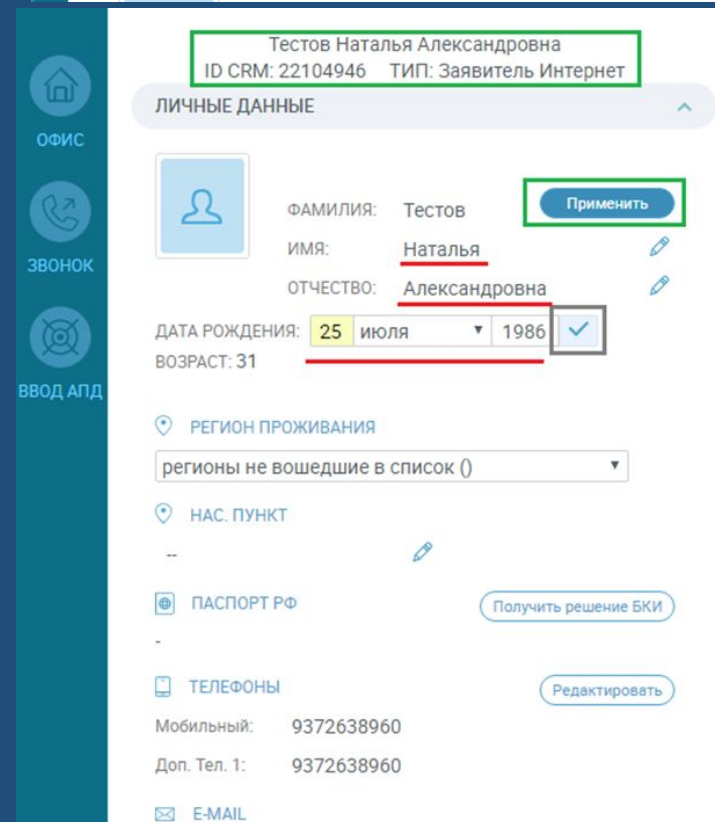 Тестов Наталья Александровна
ID CRM: 22104946 ТИП: Заявитель Интернет
ЛИЧНЫЕ ДАННЫЕ
ОФИС
ФАМИЛИЯ: Тестов Применить
ИМЯ: Наталья
ЗВОНОК
ОТЧЕСТВО: Александровна
ДАТА РОЖДЕНИЯ: 25 июля 1986
ВОЗРАСТ: 31
ВВОД АПД
РЕГИОН ПРОЖИВАНИЯ
регионы не вошедшие в список ()
НАС. ПУНКТ
--
ПАСПОРТ РФ Получить решение БКИ
-
ТЕЛЕФОНЫ Редактировать
Мобильный: 9372638960
Доп. Тел. 1: 9372638960
E-MAIL